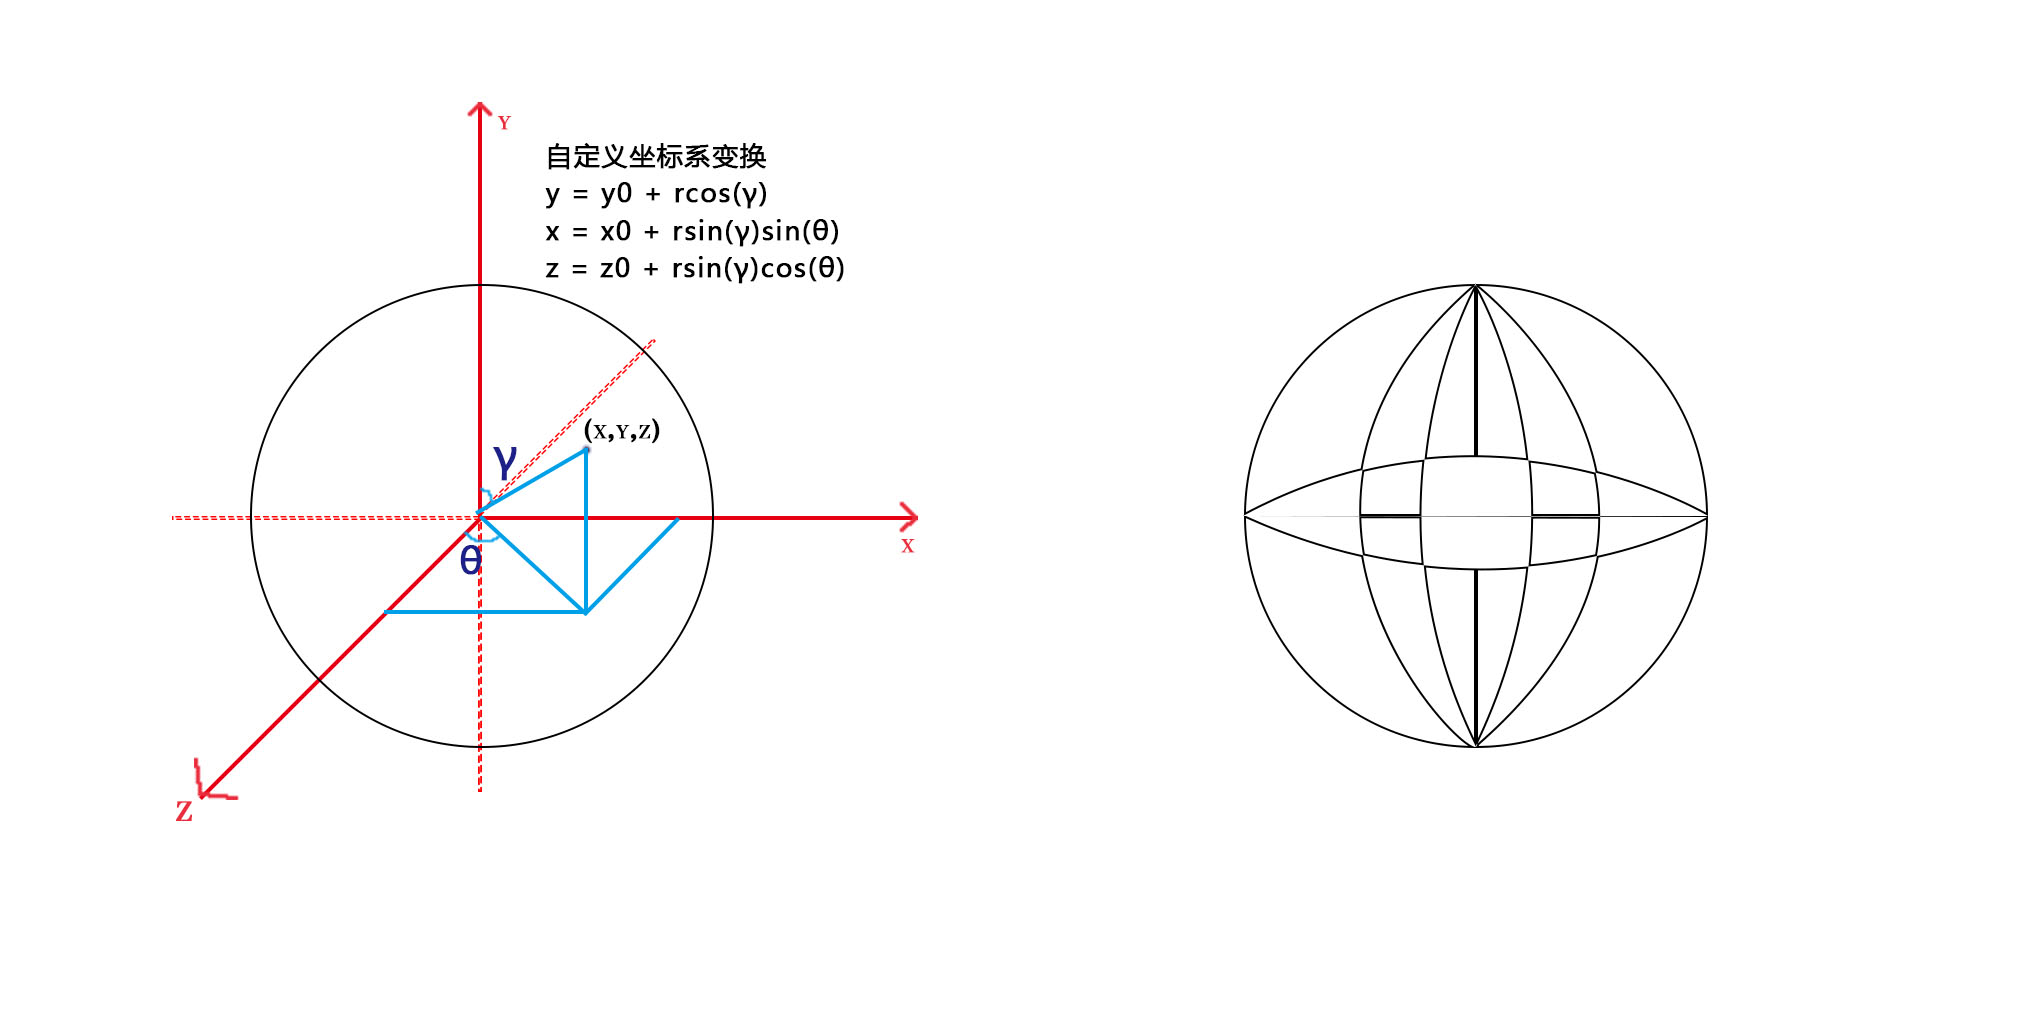 Y
自定义坐标系变换
y = y0 + rcos(γ)
x = x0 + rsin(γ)sin(θ)
z = z0 + rsin(γ)cos(θ)
(X,Y,Z)
γ
X
θ
Z